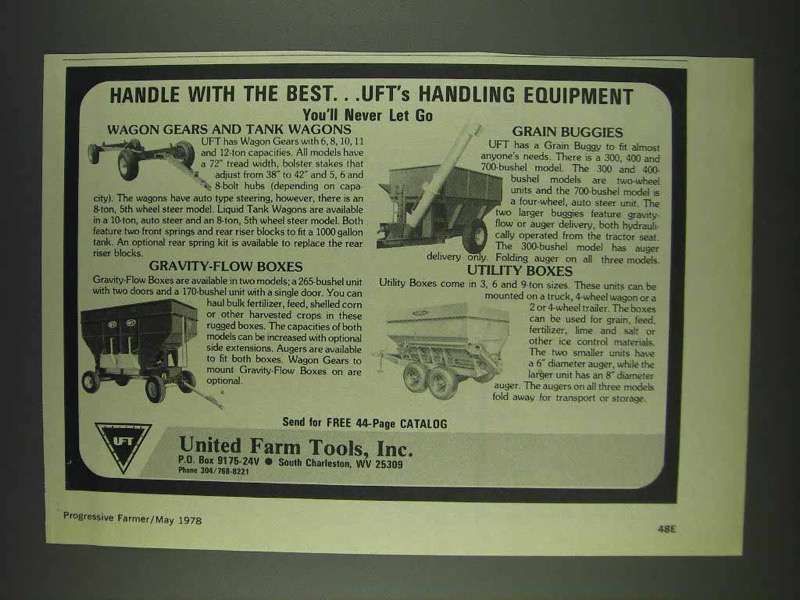 HANDLE WITH THE BEST. . .UFT's HANDLING EQUIPMENT
You'll Never Let Go
WAGON GEARS AND TANK WAGONS
UFT has Wagon Gears with 6, 8, 10, 11
and 12-ton capacities. All models have
a 72" tread width, bolster stakes that
adjust from 38" to 42" and 5, 6 and
8-bolt hubs (depending on capa-
city). The wagons have auto type steering, however, there is an
8-ton, 5th wheel steer model. Liquid Tank Wagons are available
in a 10-ton, auto steer and an 8-ton, 5th wheel steer model. Both
feature two front springs and rear riser blocks to fit a 1000 gallon
tank. An optional rear spring kit is available to replace the rear
riser blocks.
GRAVITY-FLOW BOXES
Gravity-Flow Boxes are available in two models; a 265-bushel unit
with two doors and a 170-bushel unit with a single door. You can
haul bulk fertilizer, feed, shelled corn
or other harvested crops in these
rugged boxes. The capacities of both
models can be increased with optional
side extensions. Augers are available
to fit both boxes. Wagon Gears to
mount Gravity-Flow Boxes on are
optional.
GRAIN BUGGIES
UFT has a Grain Buggy to fit almost
anyone's needs. There is a 300, 400 and
700-bushel model. The 300 and 400-
bushel models are two-wheel
units and the 700-bushel model is
a four-wheel, auto steer unit. The
two larger buggies feature gravity-
flow or auger delivery, both hydrauli-
cally operated from the tractor seat.
The 300-bushel model has auger
delivery only. Folding auger on all three models.
UTILITY BOXES
Utility Boxes come in 3, 6 and 9-ton sizes. These units can be
mounted on a truck, 4-wheel wagon or a
2 or 4-wheel trailer. The boxes
can be used for grain, feed,
fertilizer, lime and salt or
other ice control materials.
The two smaller units have
a 6" diameter auger, while the
larger unit has an 8" diameter
auger. The augers on all three models
fold away for transport or storage.
Send for FREE 44-Page CATALOG
UFT
United Farm Tools, Inc.
P.O. Box 9175-24V ● South Charleston, WV 25309
Phone 304/768-8221
Progressive Farmer/May 1978
48E